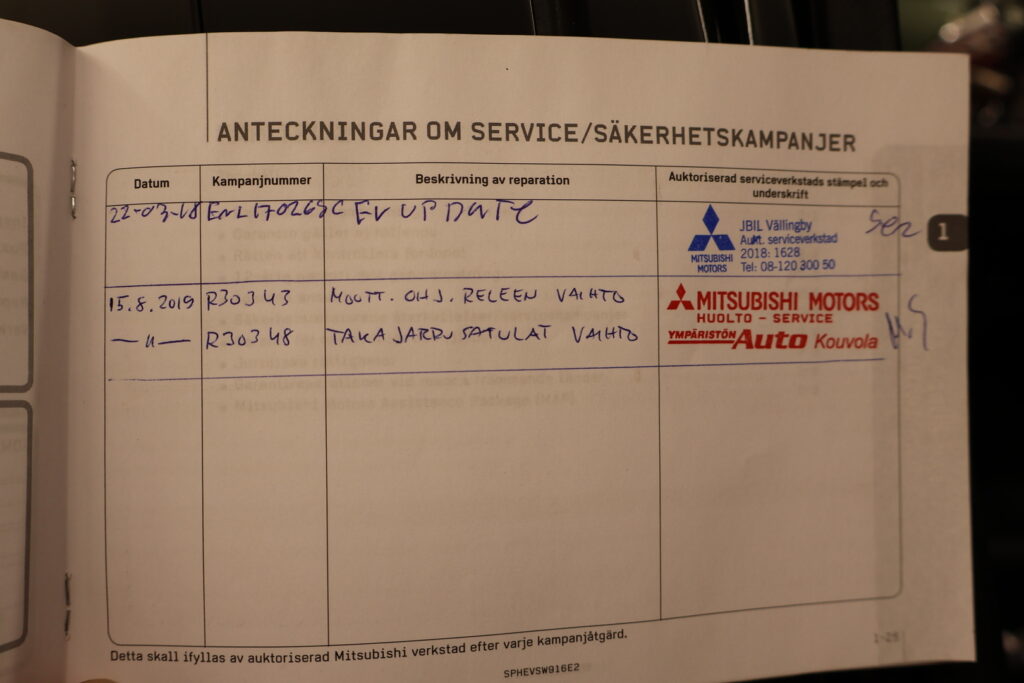 ANTECKNINGAR OM SERVICE/SÄKERHETSKAMPANJER
Datum Kampanjnummer Beskrivning av reparation Auktoriserad serviceverkstads stämpel och underskrift
22-03-18 EV UPDATE
MITSUBISHI MOTORS
JBIL Vällingby
Aukt. serviceverkstad
2018: 1628
Tel: 08-120 300 50
1
15.8.2019 R30343 MOOTT. OHJ. RELEEN VAIHTO
— 11 — R30348 TAKAJARRUSATULAT VAIHTO
MITSUBISHI MOTORS
HUOLTO - SERVICE
YMPÄRISTÖN Auto Kouvola
Detta skall ifyllas av auktoriserad Mitsubishi verkstad efter varje kampanjåtgärd.
SPHEVSW916E2